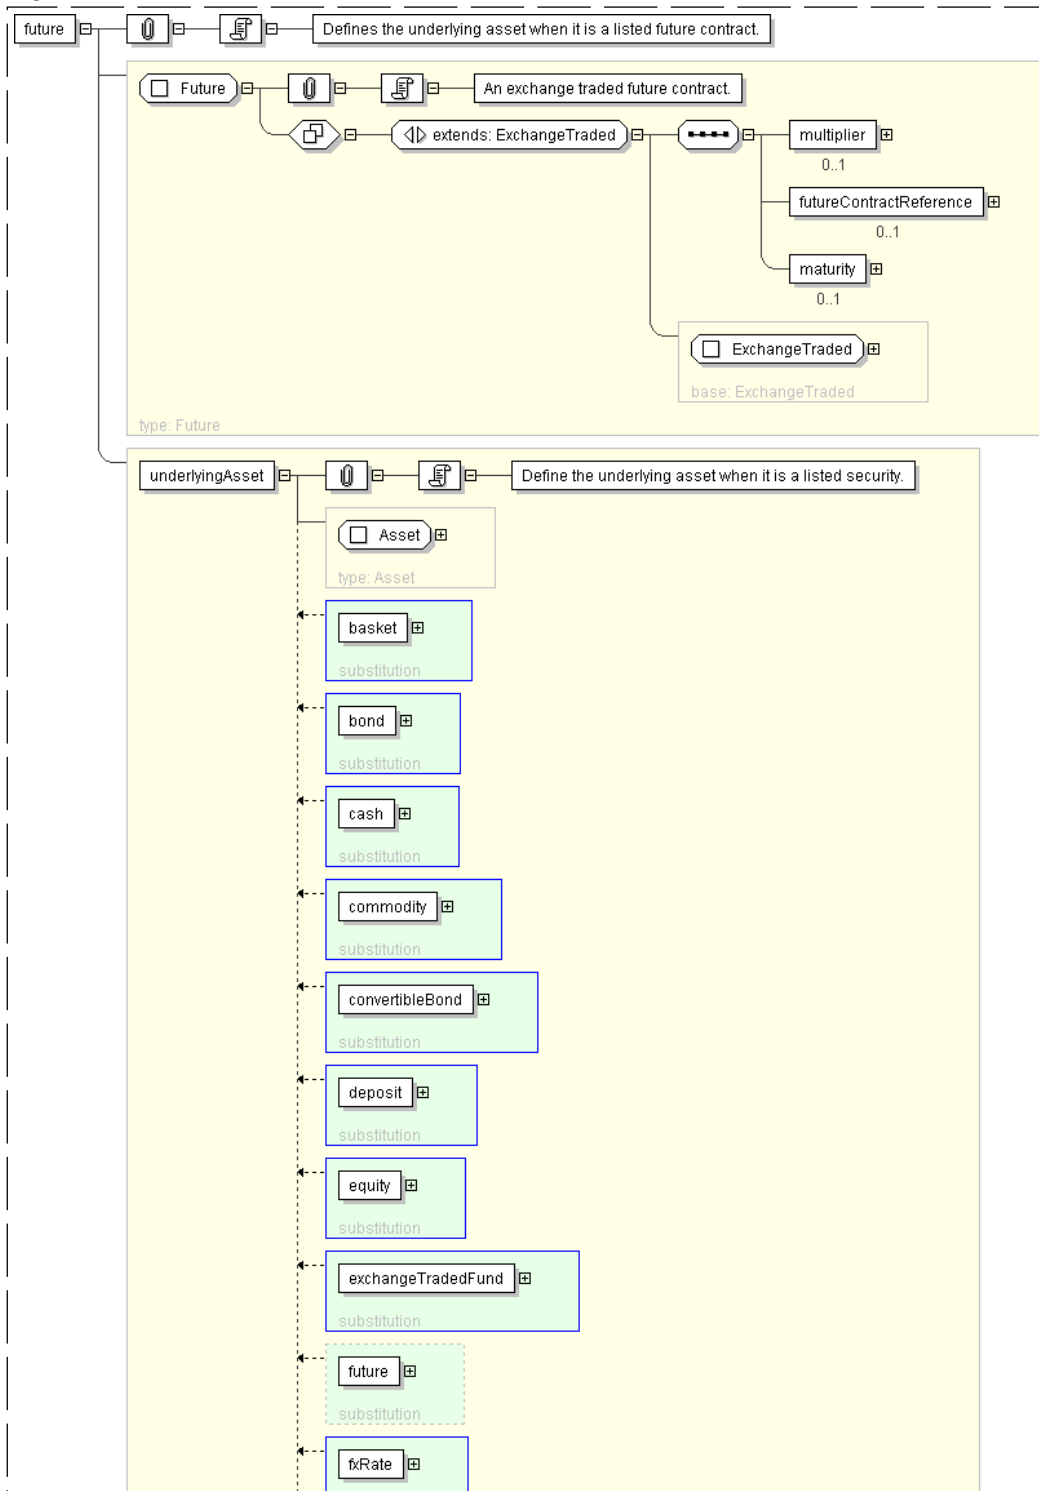 future
Defines the underlying asset when it is a listed future contract.
Future
An exchange traded future contract.
extends: ExchangeTraded
multiplier
0..1
futureContractReference
0..1
maturity
0..1
ExchangeTraded
base: ExchangeTraded
type: Future
underlyingAsset
Define the underlying asset when it is a listed security.
Asset
type: Asset
basket
substitution
bond
substitution
cash
substitution
commodity
substitution
convertibleBond
substitution
deposit
substitution
equity
substitution
exchangeTradedFund
substitution
future
substitution
fxRate